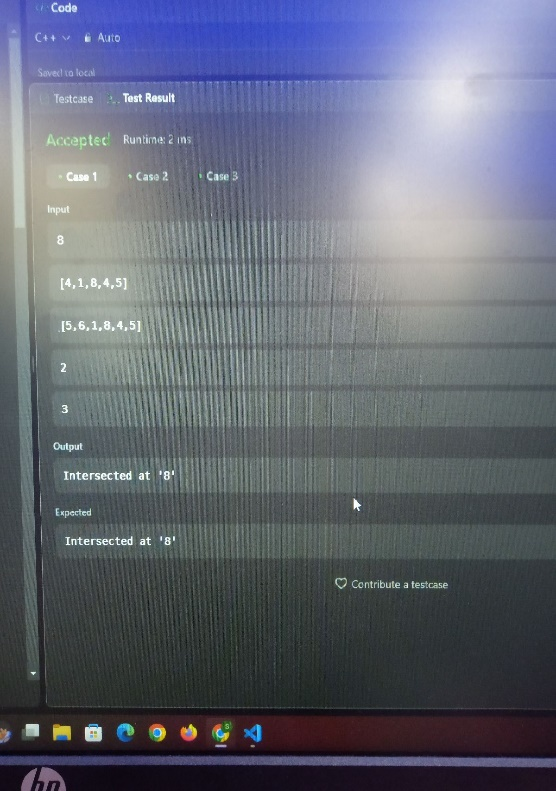 Code
C++ Auto
Saved to local
Testcase Test Result
Accepted Runtime: 2 ms
Case 1 Case 2 Case 3
Input
8
[4,1,8,4,5]
[5,6,1,8,4,5]
2
3
Output
Intersected at '8'
Expected
Intersected at '8'
Contribute a testcase
S
hp